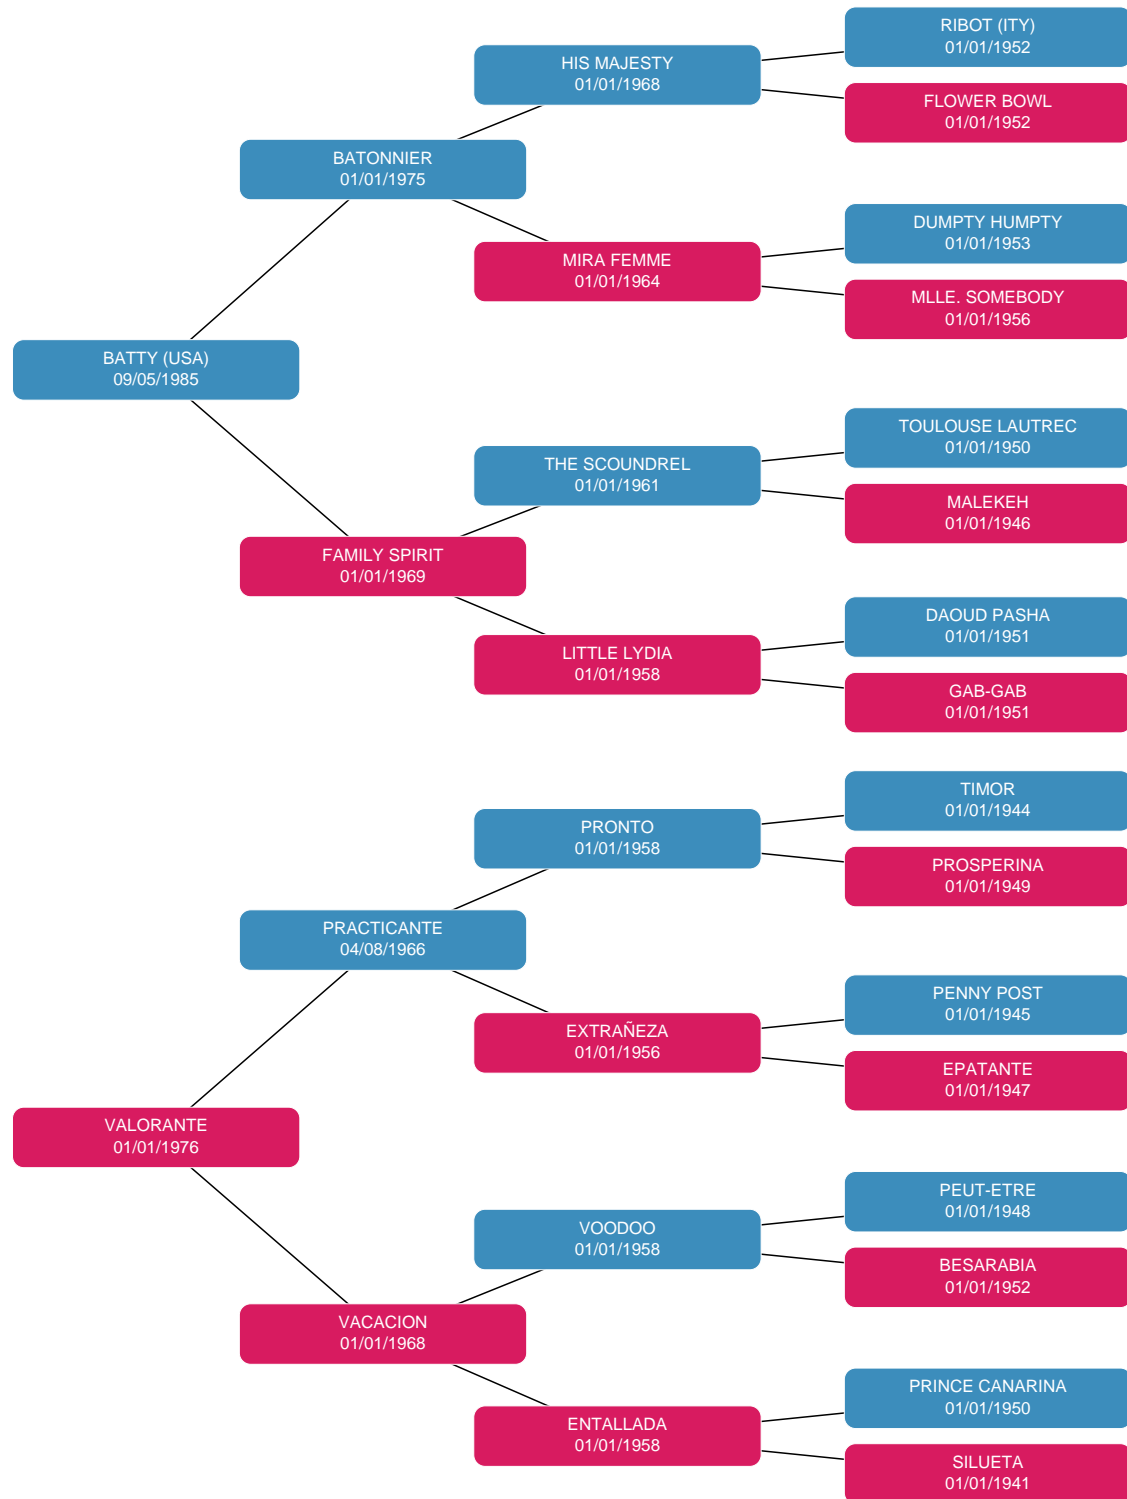 RIBOT (ITY)
01/01/1952
HIS MAJESTY
01/01/1968
FLOWER BOWL
01/01/1952
BATONNIER
01/01/1975
DUMPTY HUMPTY
01/01/1953
MIRA FEMME
01/01/1964
MLLE. SOMEBODY
01/01/1956
BATTY (USA)
09/05/1985
TOULOUSE LAUTREC
01/01/1950
THE SCOUNDREL
01/01/1961
MALEKEH
01/01/1946
FAMILY SPIRIT
01/01/1969
DAOUD PASHA
01/01/1951
LITTLE LYDIA
01/01/1958
GAB-GAB
01/01/1951
TIMOR
01/01/1944
PRONTO
01/01/1958
PROSPERINA
01/01/1949
PRACTICANTE
04/08/1966
PENNY POST
01/01/1945
EXTRAÑEZA
01/01/1956
EPATANTE
01/01/1947
VALORANTE
01/01/1976
PEUT-ETRE
01/01/1948
VOODOO
01/01/1958
BESARABIA
01/01/1952
VACACION
01/01/1968
PRINCE CANARINA
01/01/1950
ENTALLADA
01/01/1958
SILUETA
01/01/1941